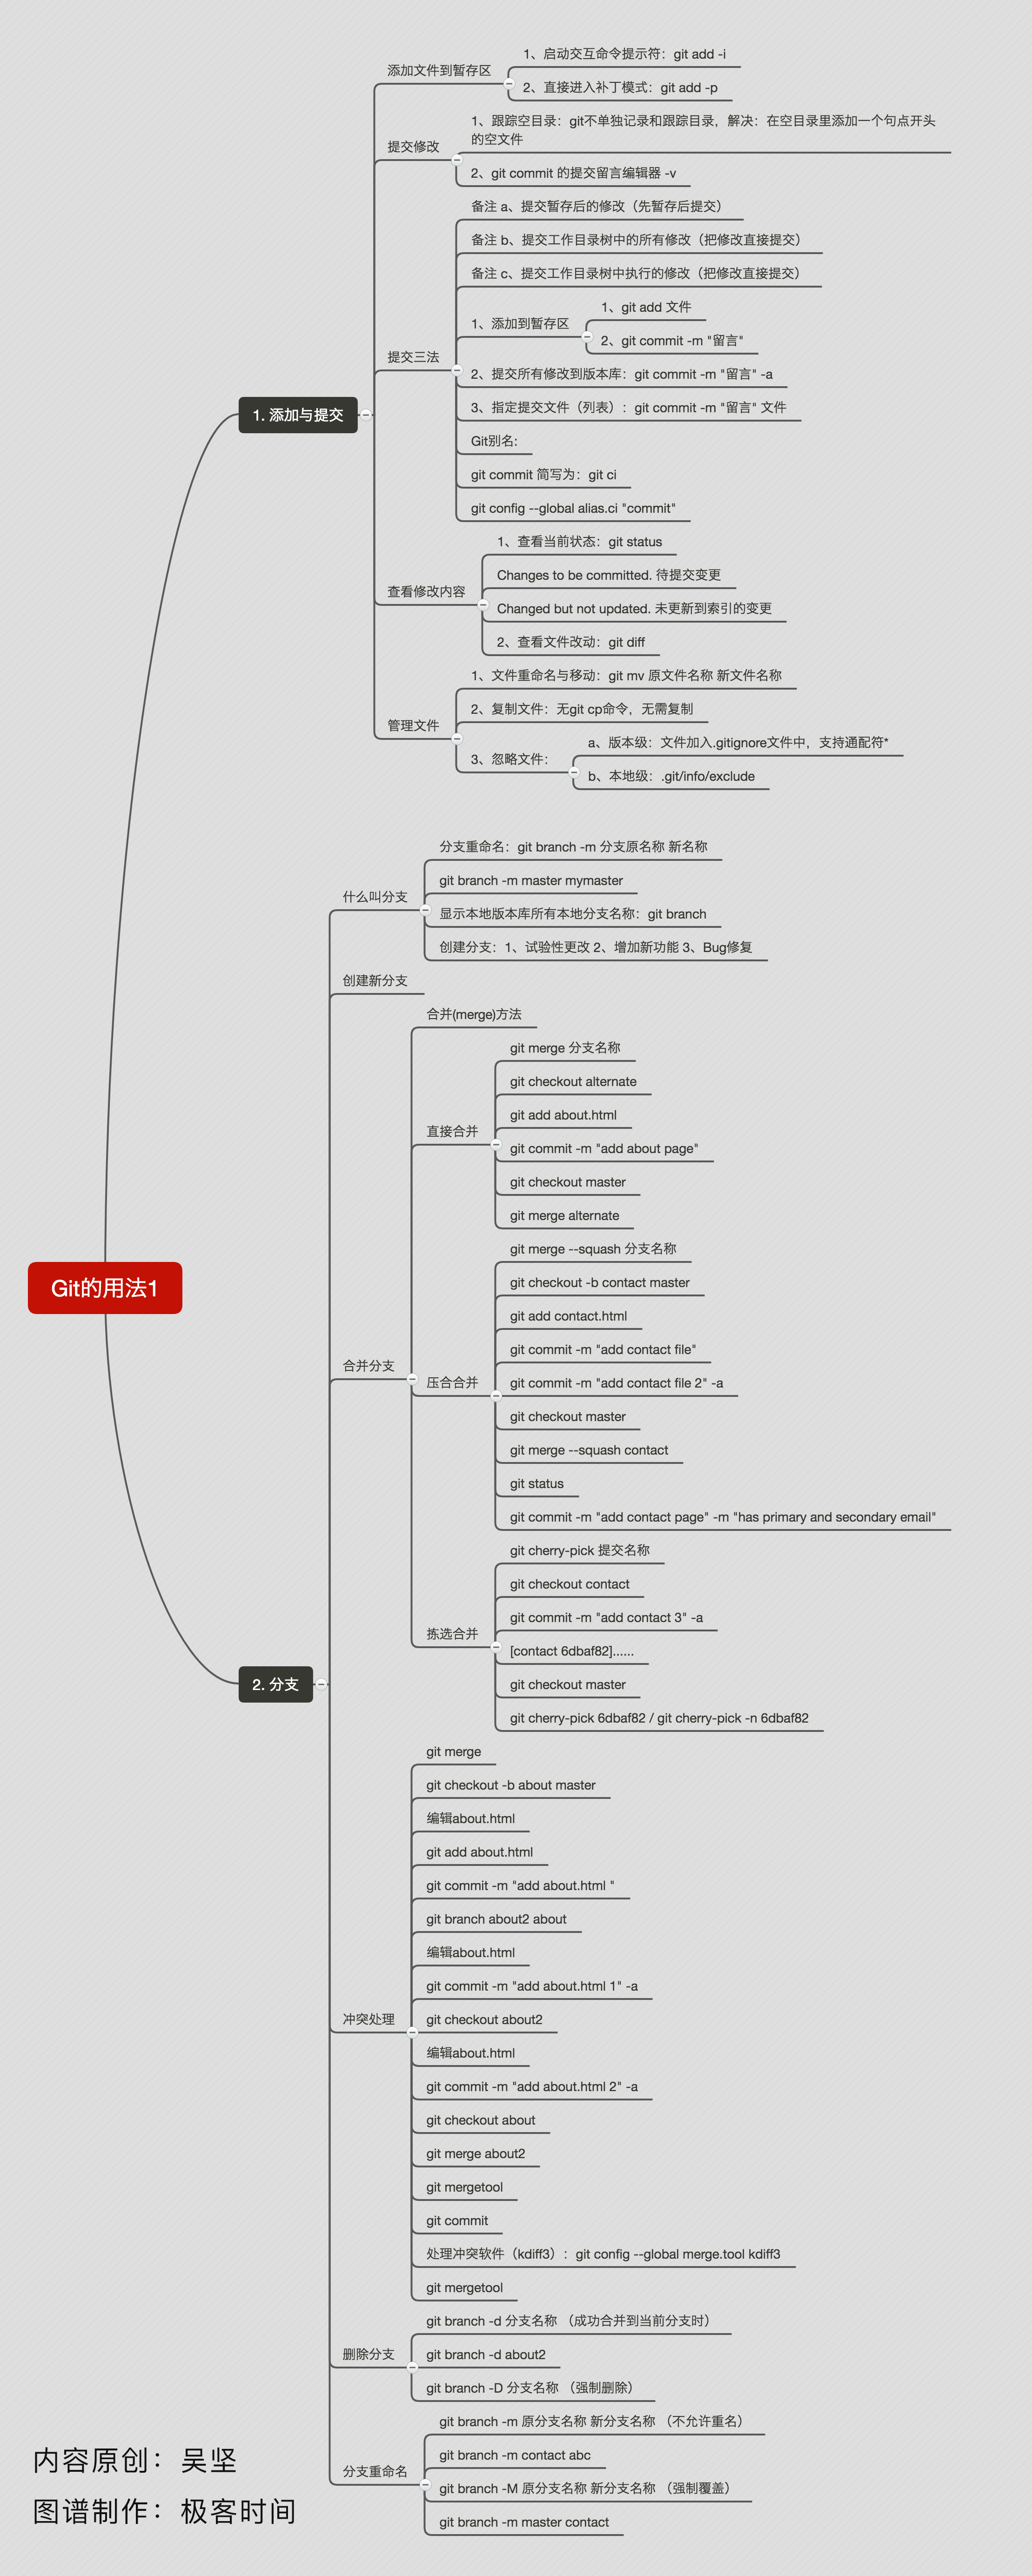 Git的用法1
1. 添加与提交
添加文件到暂存区
1、启动交互命令提示符：git add -i
2、直接进入补丁模式：git add -p
提交修改
1、跟踪空目录：git不单独记录和跟踪目录，解决：在空目录里添加一个句点开头
的空文件
2、git commit 的提交留言编辑器 -v
提交三法
备注 a、提交暂存后的修改（先暂存后提交）
备注 b、提交工作目录树中的所有修改（把修改直接提交）
备注 c、提交工作目录树中执行的修改（把修改直接提交）
1、添加到暂存区
1、git add 文件
2、git commit -m "留言"
2、提交所有修改到版本库：git commit -m "留言" -a
3、指定提交文件（列表）：git commit -m "留言" 文件
Git别名:
git commit 简写为：git ci
git config --global alias.ci "commit"
查看修改内容
1、查看当前状态：git status
Changes to be committed. 待提交变更
Changed but not updated. 未更新到索引的变更
2、查看文件改动：git diff
管理文件
1、文件重命名与移动：git mv 原文件名称 新文件名称
2、复制文件：无git cp命令，无需复制
3、忽略文件：
a、版本级：文件加入.gitignore文件中，支持通配符*
b、本地级：.git/info/exclude
2. 分支
什么叫分支
分支重命名：git branch -m 分支原名称 新名称
git branch -m master mymaster
显示本地版本库所有本地分支名称：git branch
创建分支：1、试验性更改 2、增加新功能 3、Bug修复
创建新分支
合并分支
合并(merge)方法
直接合并
git merge 分支名称
git checkout alternate
git add about.html
git commit -m "add about page"
git checkout master
git merge alternate
压合合并
git merge --squash 分支名称
git checkout -b contact master
git add contact.html
git commit -m "add contact file"
git commit -m "add contact file 2" -a
git checkout master
git merge --squash contact
git status
git commit -m "add contact page" -m "has primary and secondary email"
拣选合并
git cherry-pick 提交名称
git checkout contact
git commit -m "add contact 3" -a
[contact 6dbaf82]......
git checkout master
git cherry-pick 6dbaf82 / git cherry-pick -n 6dbaf82
冲突处理
git merge
git checkout -b about master
编辑about.html
git add about.html
git commit -m "add about.html "
git branch about2 about
编辑about.html
git commit -m "add about.html 1" -a
git checkout about2
编辑about.html
git commit -m "add about.html 2" -a
git checkout about
git merge about2
git mergetool
git commit
处理冲突软件（kdiff3）：git config --global merge.tool kdiff3
git mergetool
删除分支
git branch -d 分支名称 （成功合并到当前分支时）
git branch -d about2
git branch -D 分支名称 （强制删除）
分支重命名
git branch -m 原分支名称 新分支名称 （不允许重名）
git branch -m contact abc
git branch -M 原分支名称 新分支名称 （强制覆盖）
git branch -m master contact
内容原创：吴坚
图谱制作：极客时间